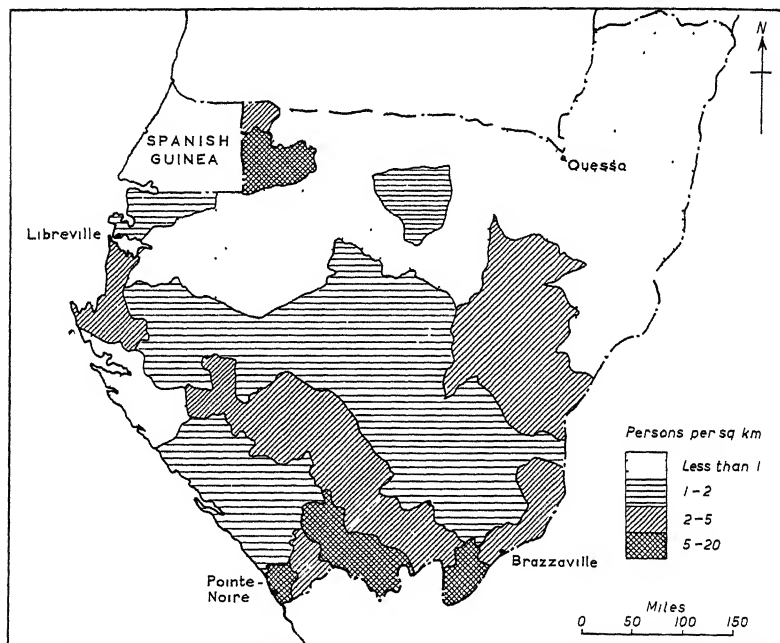 N
SPANISH
GUINEA
Ouessa
Libreville
Persons per sq km
Less than 1
1-2
2-5
5-20
Brazzaville
Pointe-
Noire
Miles
0 50 100 150